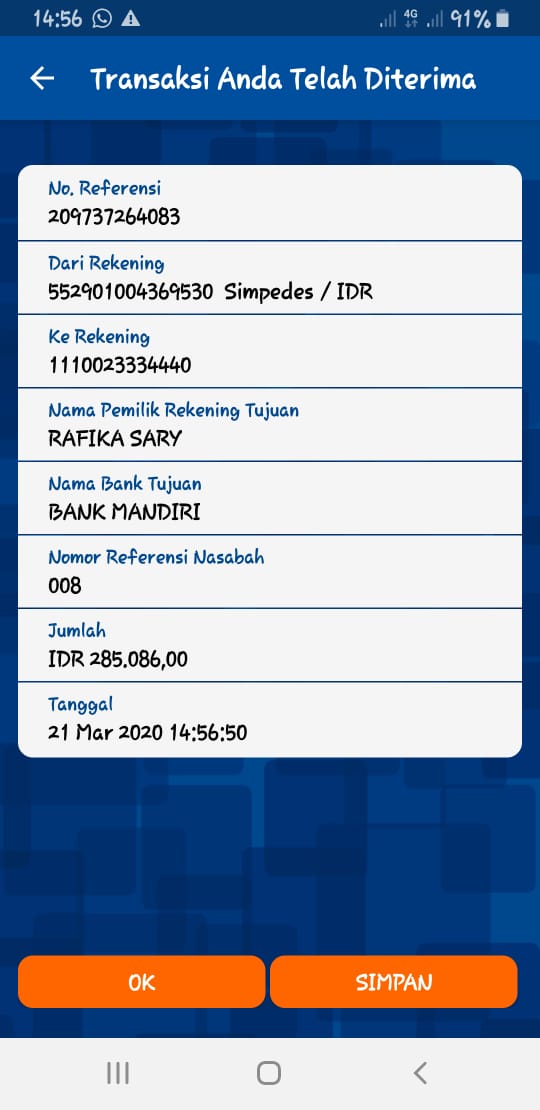 14:56 4G 91%
Transaksi Anda Telah Diterima
No. Referensi
209737264083
Dari Rekening
552901004369530 Simpedes / IDR
Ke Rekening
1110023334440
Nama Pemilik Rekening Tujuan
RAFIKA SARY
Nama Bank Tujuan
BANK MANDIRI
Nomor Referensi Nasabah
008
Jumlah
IDR 285.086,00
Tanggal
21 Mar 2020 14:56:50
OK SIMPAN